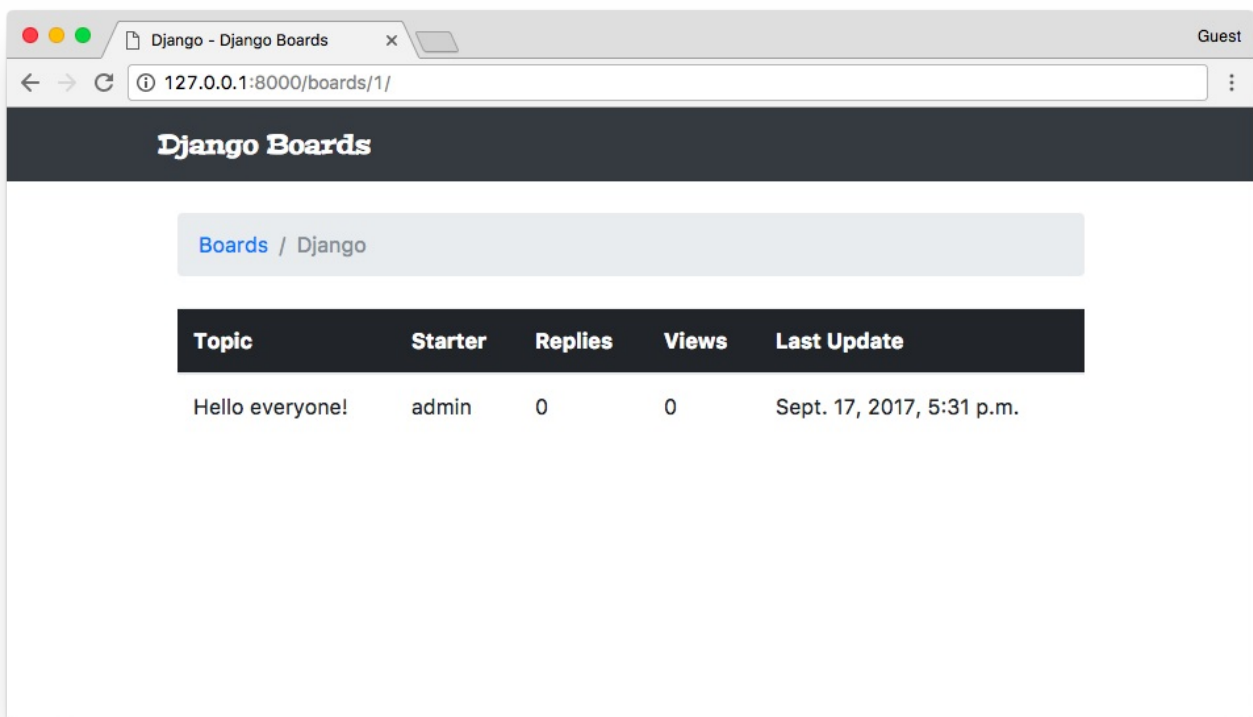 Django - Django Boards
Guest
127.0.0.1:8000/boards/1/
Django Boards
Boards / Django
Topic Starter Replies Views Last Update
Hello everyone! admin 0 0 Sept. 17, 2017, 5:31 p.m.